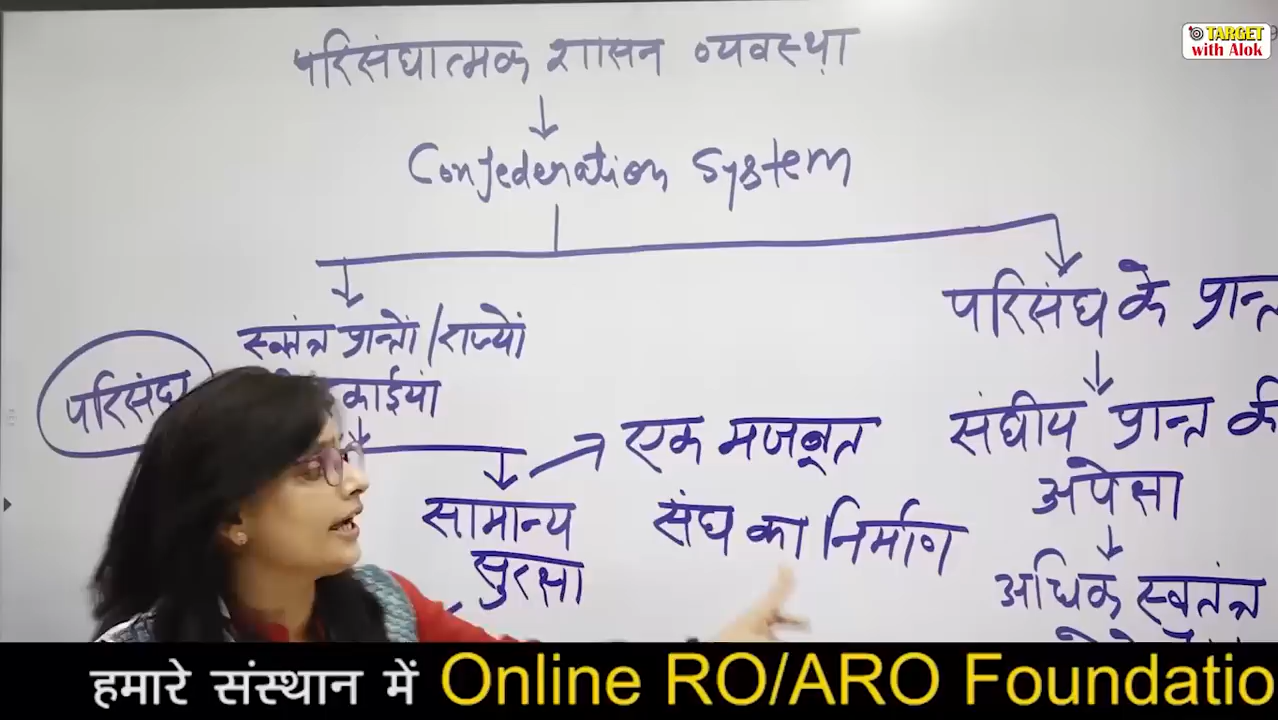 परिसंघात्मक शासन व्यवस्था
Confederation System
स्वतंत्र प्रान्तों/राज्यों
इकाईयां
परिसंघ
सामान्य
सुरक्षा
एक मजबूत
संघ का निर्माण
परिसंघ के प्रान्त
संघीय प्रान्त की
अपेक्षा
अधिक स्वतंत्र
TARGET
with Alok
हमारे संस्थान में Online RO/ARO Foundatio